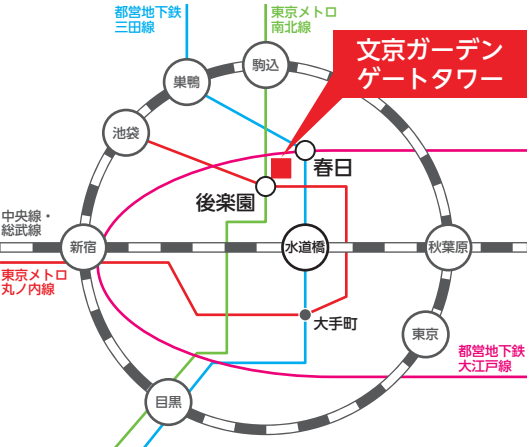 都営地下鉄
三田線
東京メトロ
南北線
文京ガーデン
ゲートタワー
駒込
巣鴨
池袋
春日
後楽園
中央線・
総武線
新宿
水道橋
秋葉原
東京メトロ
丸ノ内線
大手町
東京
都営地下鉄
大江戸線
目黒